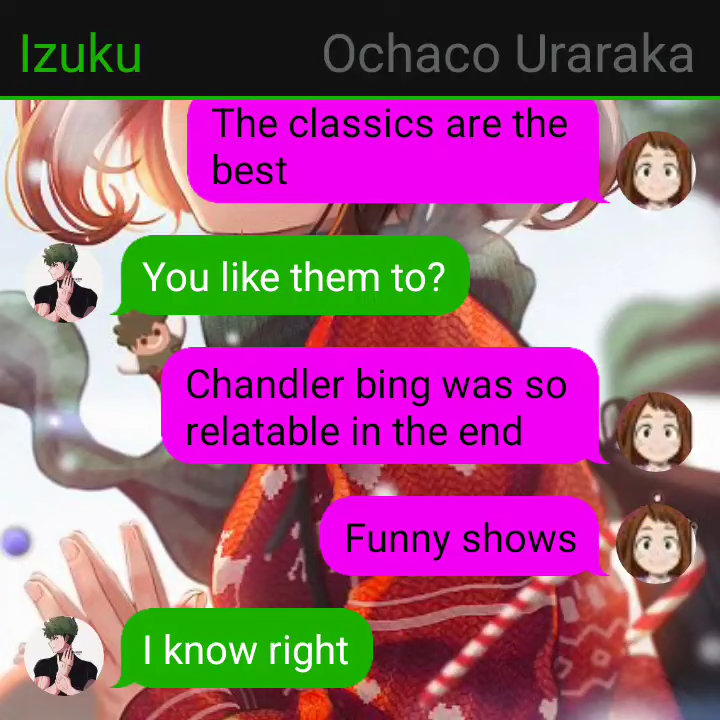 Izuku
Ochaco Uraraka
The classics are the
best
You like them to?
Chandler bing was so
relatable in the end
Funny shows
I know right